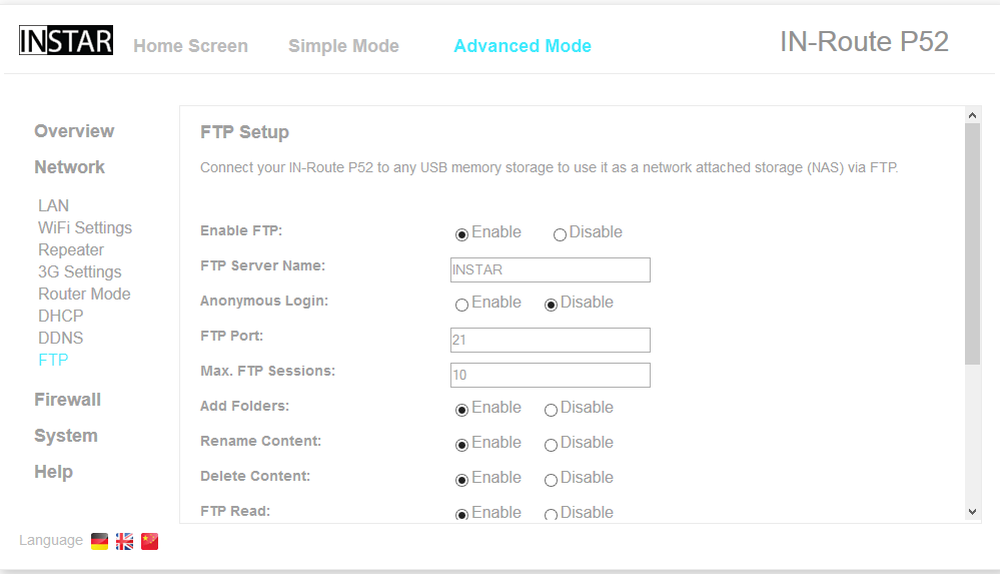 INSTAR Home Screen Simple Mode Advanced Mode IN-Route P52
Overview
Network
LAN
WiFi Settings
Repeater
3G Settings
Router Mode
DHCP
DDNS
FTP
Firewall
System
Help
FTP Setup
Connect your IN-Route P52 to any USB memory storage to use it as a network attached storage (NAS) via FTP.
Enable FTP: Enable Disable
FTP Server Name: INSTAR
Anonymous Login: Enable Disable
FTP Port: 21
Max. FTP Sessions: 10
Add Folders: Enable Disable
Rename Content: Enable Disable
Delete Content: Enable Disable
FTP Read: Enable Disable
Language